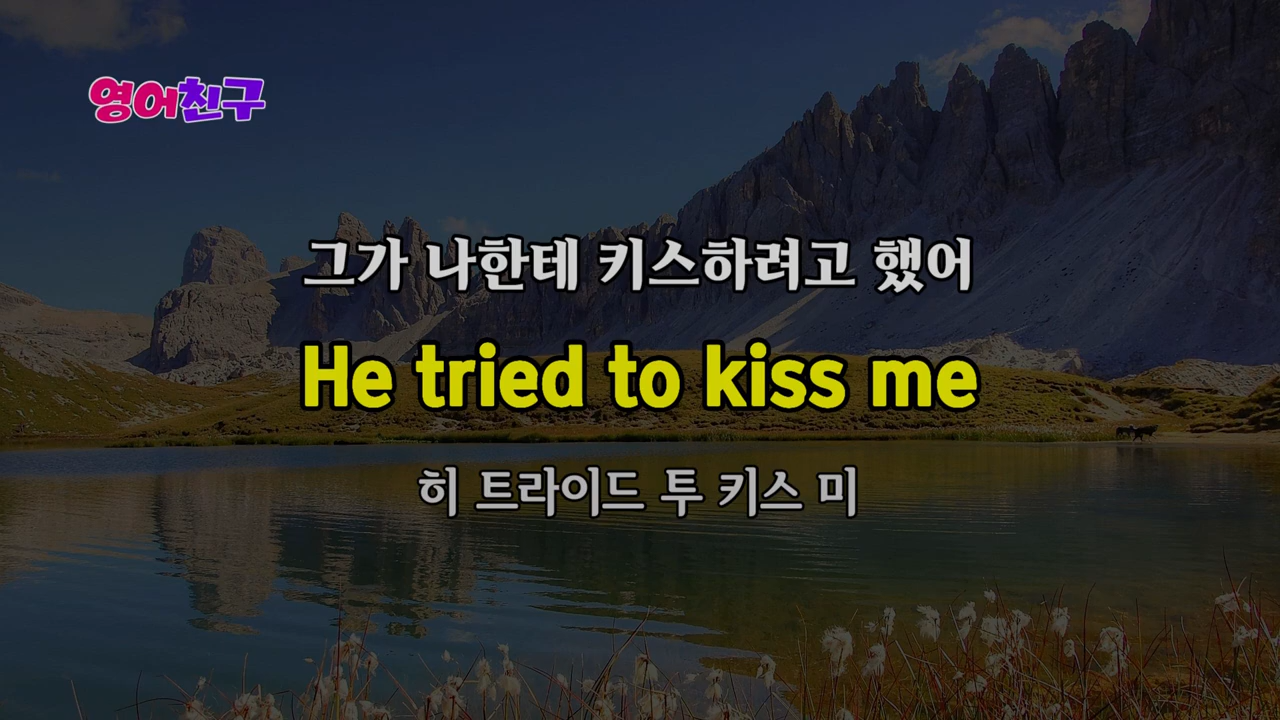 영어친구
그가 나한테 키스하려고 했어
He tried to kiss me
히 트라이드 투 키스 미